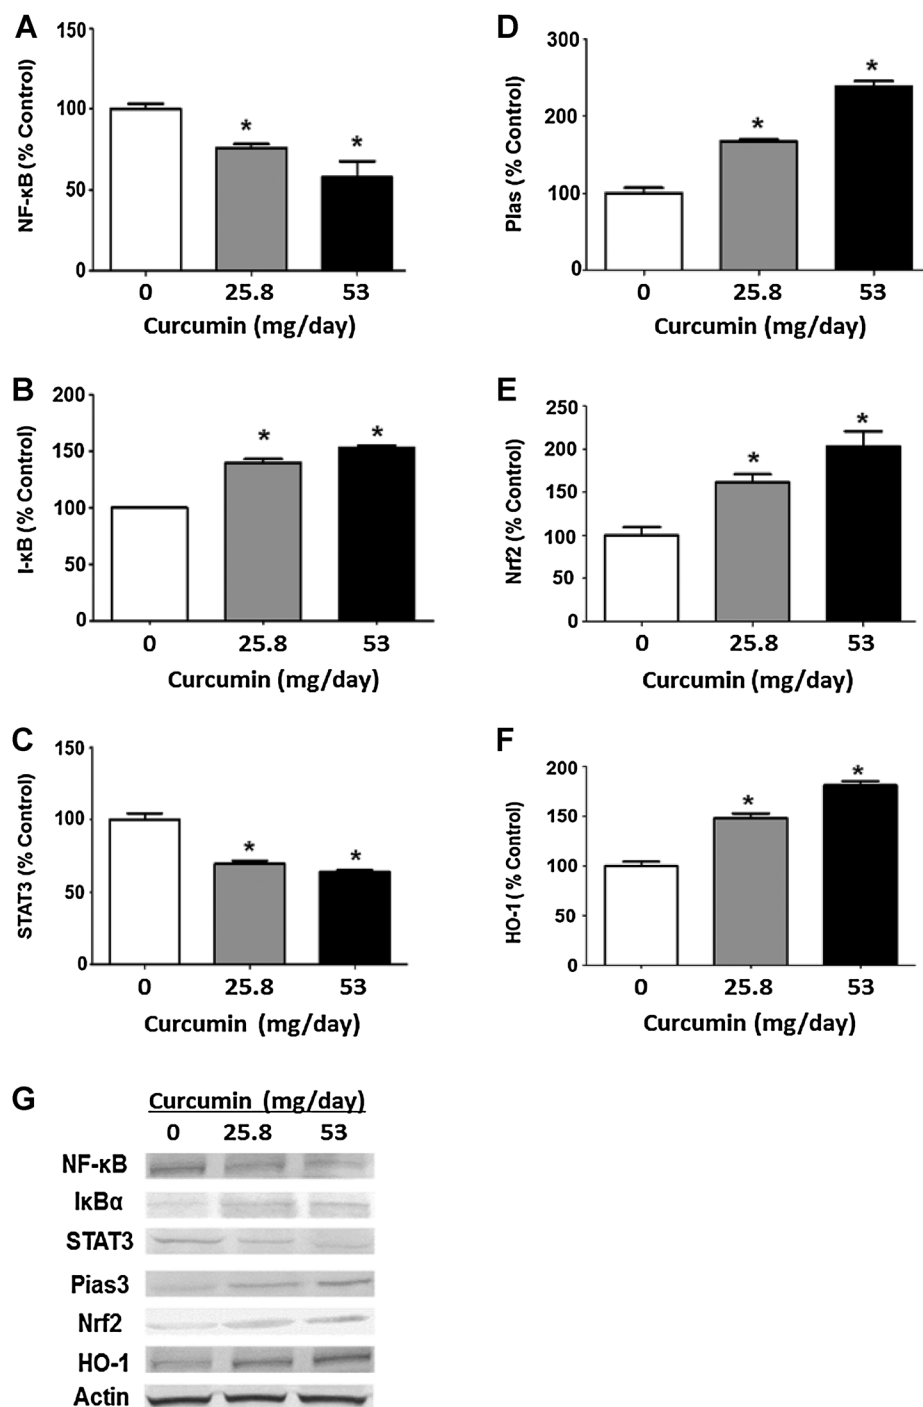 A
NF-κB (% Control)
150
100
50
0
*
*
0 25.8 53
Curcumin (mg/day)
D
PIas (% Control)
300
200
100
0
*
*
0 25.8 53
Curcumin (mg/day)
B
I-κB (% Control)
200
150
100
50
0
*
*
0 25.8 53
Curcumin (mg/day)
E
Nrf2 (% Control)
250
200
150
100
50
0
*
*
0 25.8 53
Curcumin (mg/day)
C
STAT3 (% Control)
150
100
50
0
*
*
0 25.8 53
Curcumin (mg/day)
F
HO-1 ( % Control)
200
150
100
50
0
*
*
0 25.8 53
Curcumin (mg/day)
G
Curcumin (mg/day)
0 25.8 53
NF-κB
IκBα
STAT3
Pias3
Nrf2
HO-1
Actin